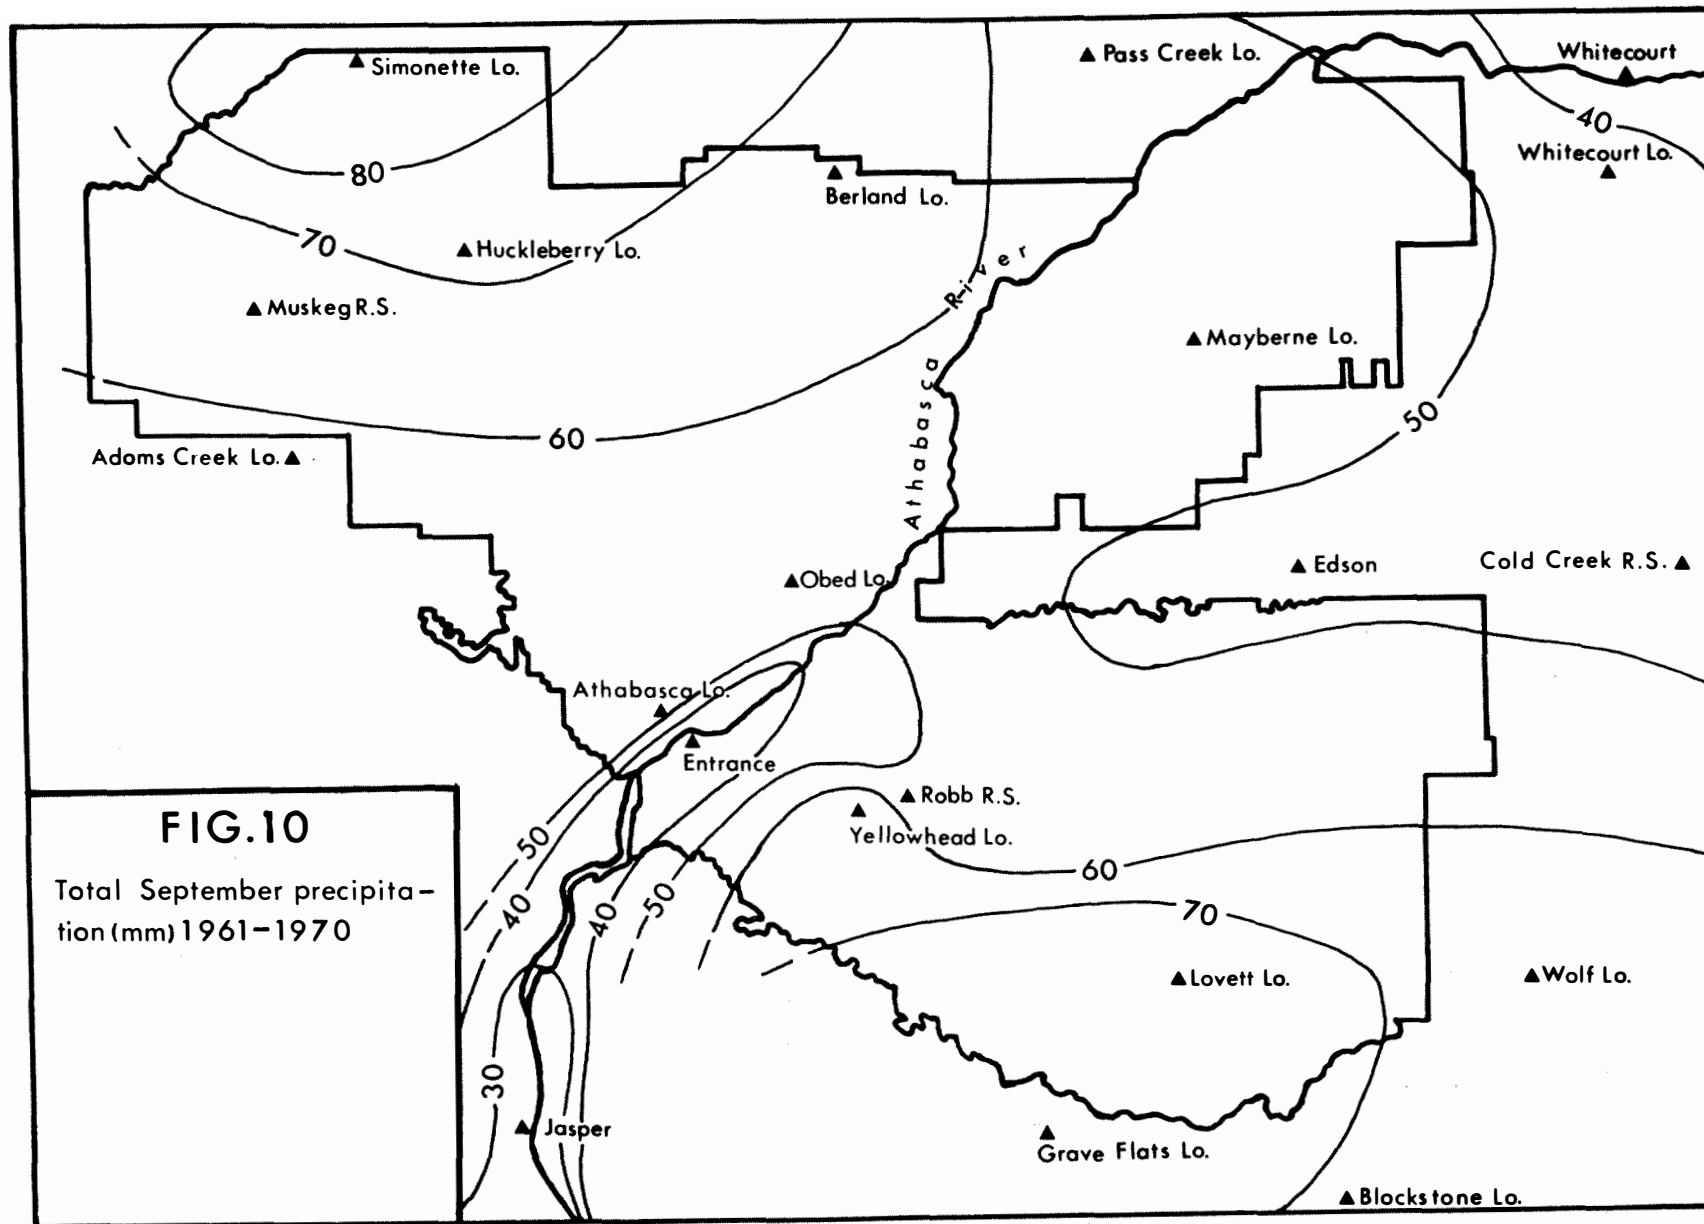 Simonette Lo.
Pass Creek Lo.
Whitecourt
40
Whitecourt Lo.
80
Berland Lo.
70
Huckleberry Lo.
Muskeg R.S.
Athabasca River
Mayberne Lo.
50
60
Adoms Creek Lo.
Obed Lo.
Edson
Cold Creek R.S.
Athabasca Lo.
Entrance
Robb R.S.
Yellowhead Lo.
60
50
40
40
50
70
Lovett Lo.
Wolf Lo.
30
Jasper
Grave Flats Lo.
Blockstone Lo.
FIG.10
Total September precipita-
tion (mm) 1961-1970